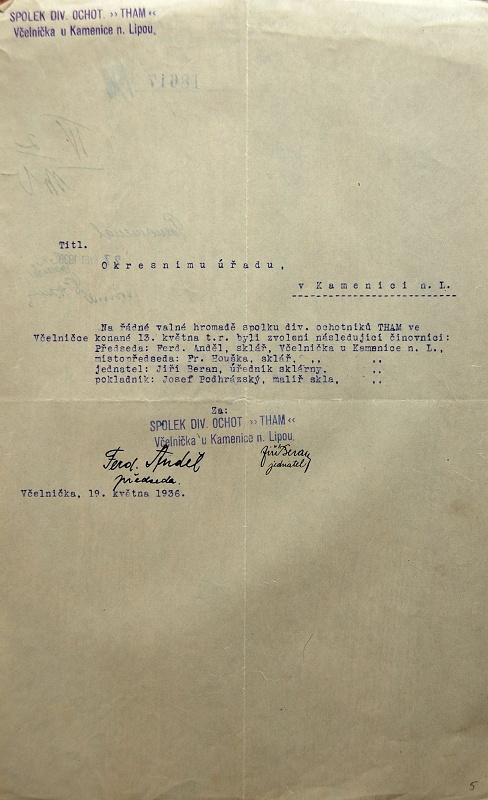 SPOLEK DIV. OCHOT. „THAM“
Včelnička u Kamenice n. Lipou.
18617
Titl.
Okresnímu úřadu,
v Kamenici n. L.
Na řádné valné hromadě spolku div. ochotníků THAM ve
Včelničce konané 13. května t.r. byli zvoleni následující činovníci:
Předseda: Ferd. Anděl, sklář, Včelnička u Kamenice n. L.,
místopředseda: Fr. Houška, sklář, ,,
jednatel: Jiří Beran, úředník sklárny, ,,
pokladník: Josef Podhrázský, malíř skla, ,,
Za:
SPOLEK DIV. OCHOT. „THAM“
Včelnička u Kamenice n. Lipou.
Ferd. Anděl
předseda.
Jiří Beran
jednatel
Včelnička, 19. května 1936.
5